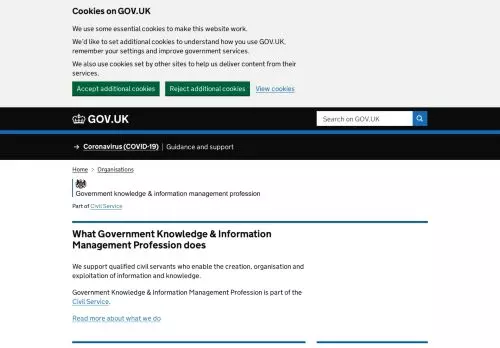 Cookies on GOV.UK
We use some essential cookies to make this website work.
We'd like to set additional cookies to understand how you use GOV.UK,
remember your settings and improve government services.
We also use cookies set by other sites to help us deliver content from their
services.
Accept additional cookies
Reject additional cookies
View cookies
GOV.UK
Search on GOV.UK
→ Coronavirus (COVID-19) | Guidance and support
Home > Organisations
Government knowledge & information management profession
Part of Civil Service
What Government Knowledge & Information
Management Profession does
We support qualified civil servants who enable the creation, organisation and
exploitation of information and knowledge.
Government Knowledge & Information Management Profession is part of the
Civil Service.
Read more about what we do